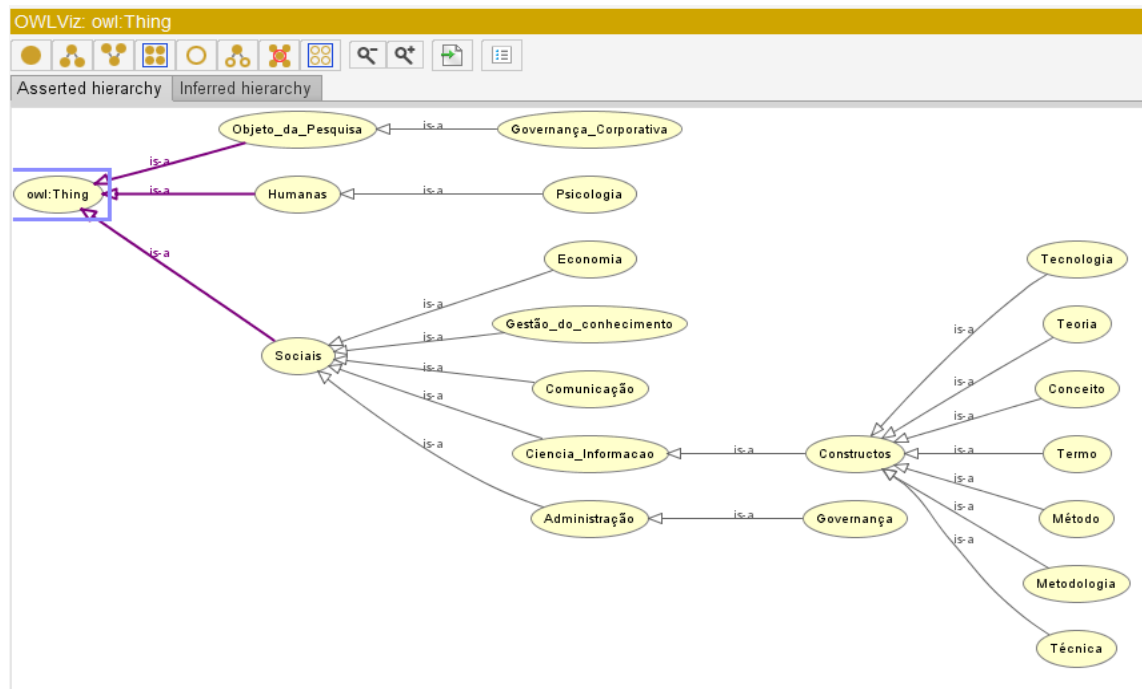 OWLViz: owl:Thing
Asserted hierarchy
Inferred hierarchy
Objeto_da_Pesquisa
is-a
Governança_Corporativa
is-a
owl:Thing
is-a
Humanas
is-a
Psicologia
is-a
Economia
Tecnologia
is-a
Gestão_do_conhecimento
is-a
Teoria
is-a
Sociais
is-a
Comunicação
is-a
Conceito
is-a
is-a
Ciencia_Informacao
is-a
Constructos
is-a
Termo
is-a
is-a
Administração
is-a
Governança
is-a
Método
is-a
Metodologia
Técnica